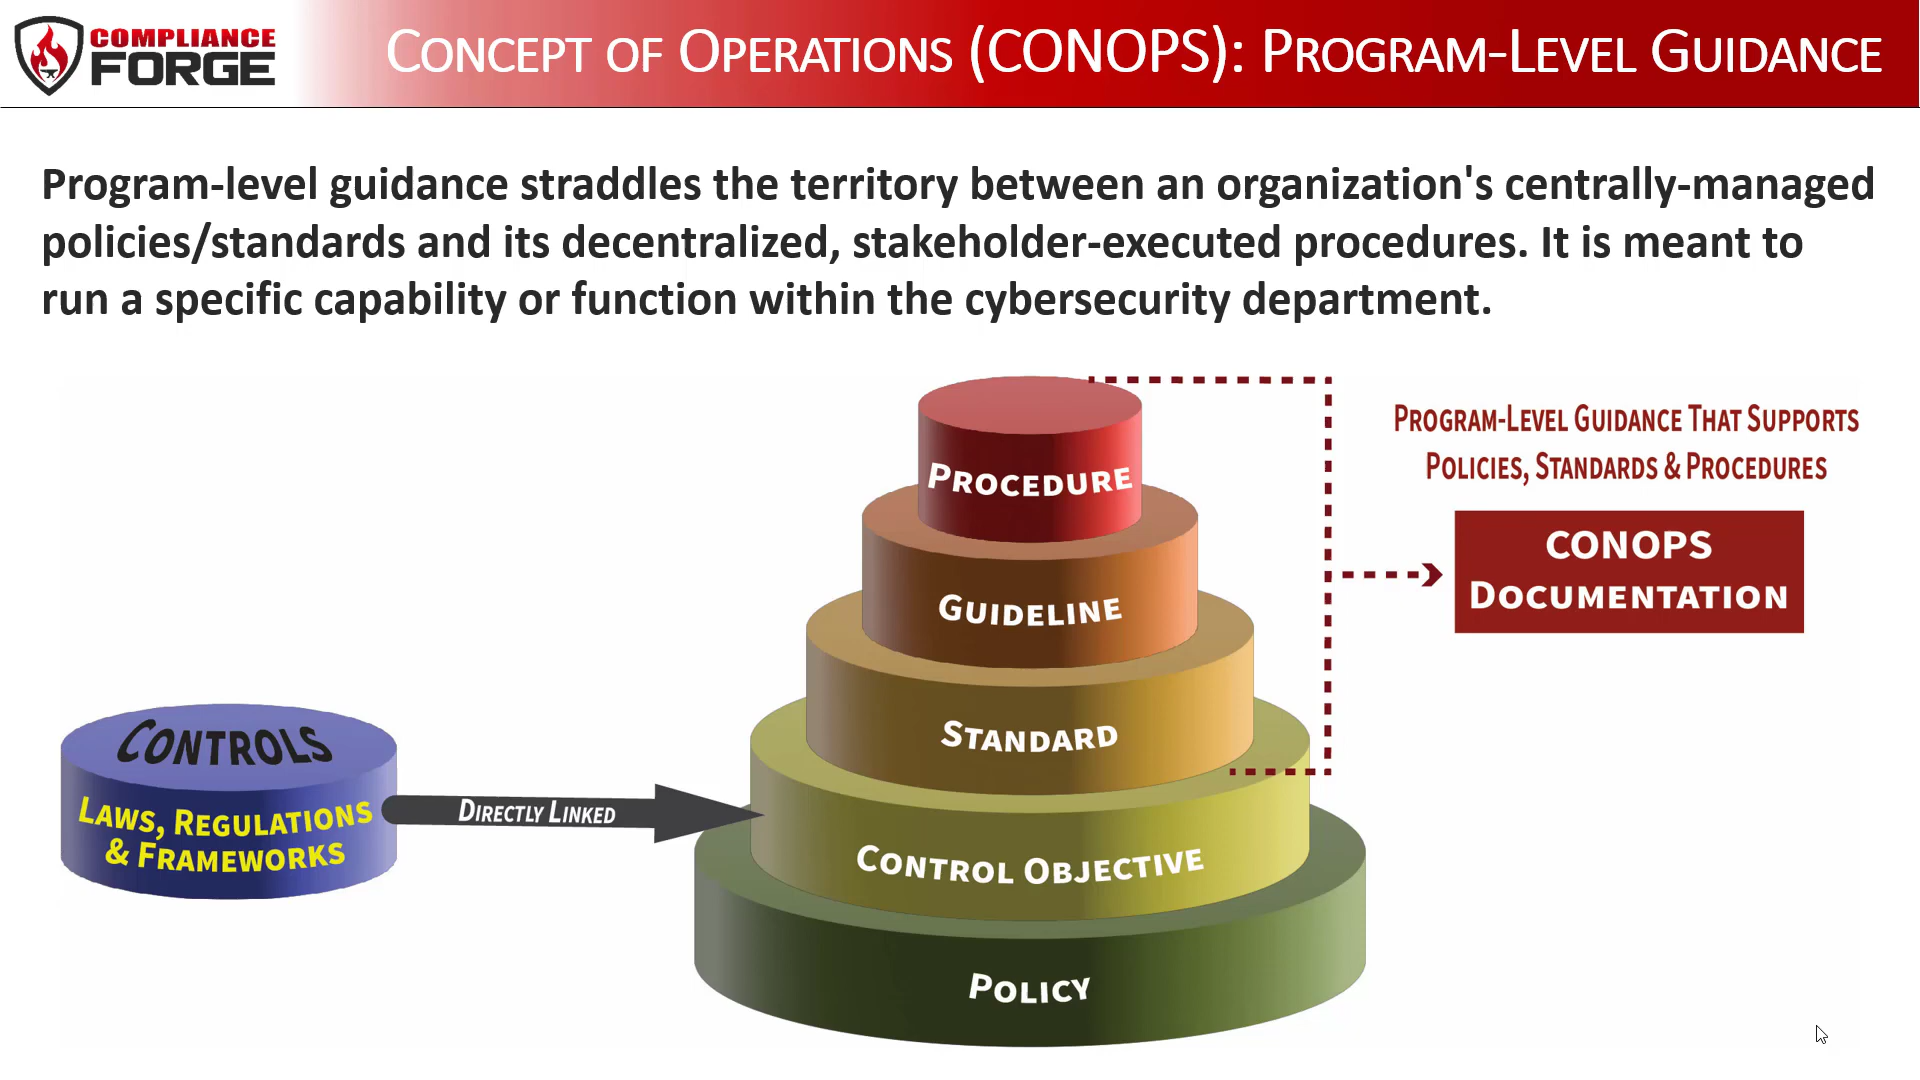 COMPLIANCE
FORGE
CONCEPT OF OPERATIONS (CONOPS): PROGRAM-LEVEL GUIDANCE
Program-level guidance straddles the territory between an organization's centrally-managed
policies/standards and its decentralized, stakeholder-executed procedures. It is meant to
run a specific capability or function within the cybersecurity department.
PROGRAM-LEVEL GUIDANCE THAT SUPPORTS
POLICIES, STANDARDS & PROCEDURES
CONOPS
DOCUMENTATION
PROCEDURE
GUIDELINE
STANDARD
CONTROL OBJECTIVE
POLICY
CONTROLS
LAWS, REGULATIONS
& FRAMEWORKS
DIRECTLY LINKED